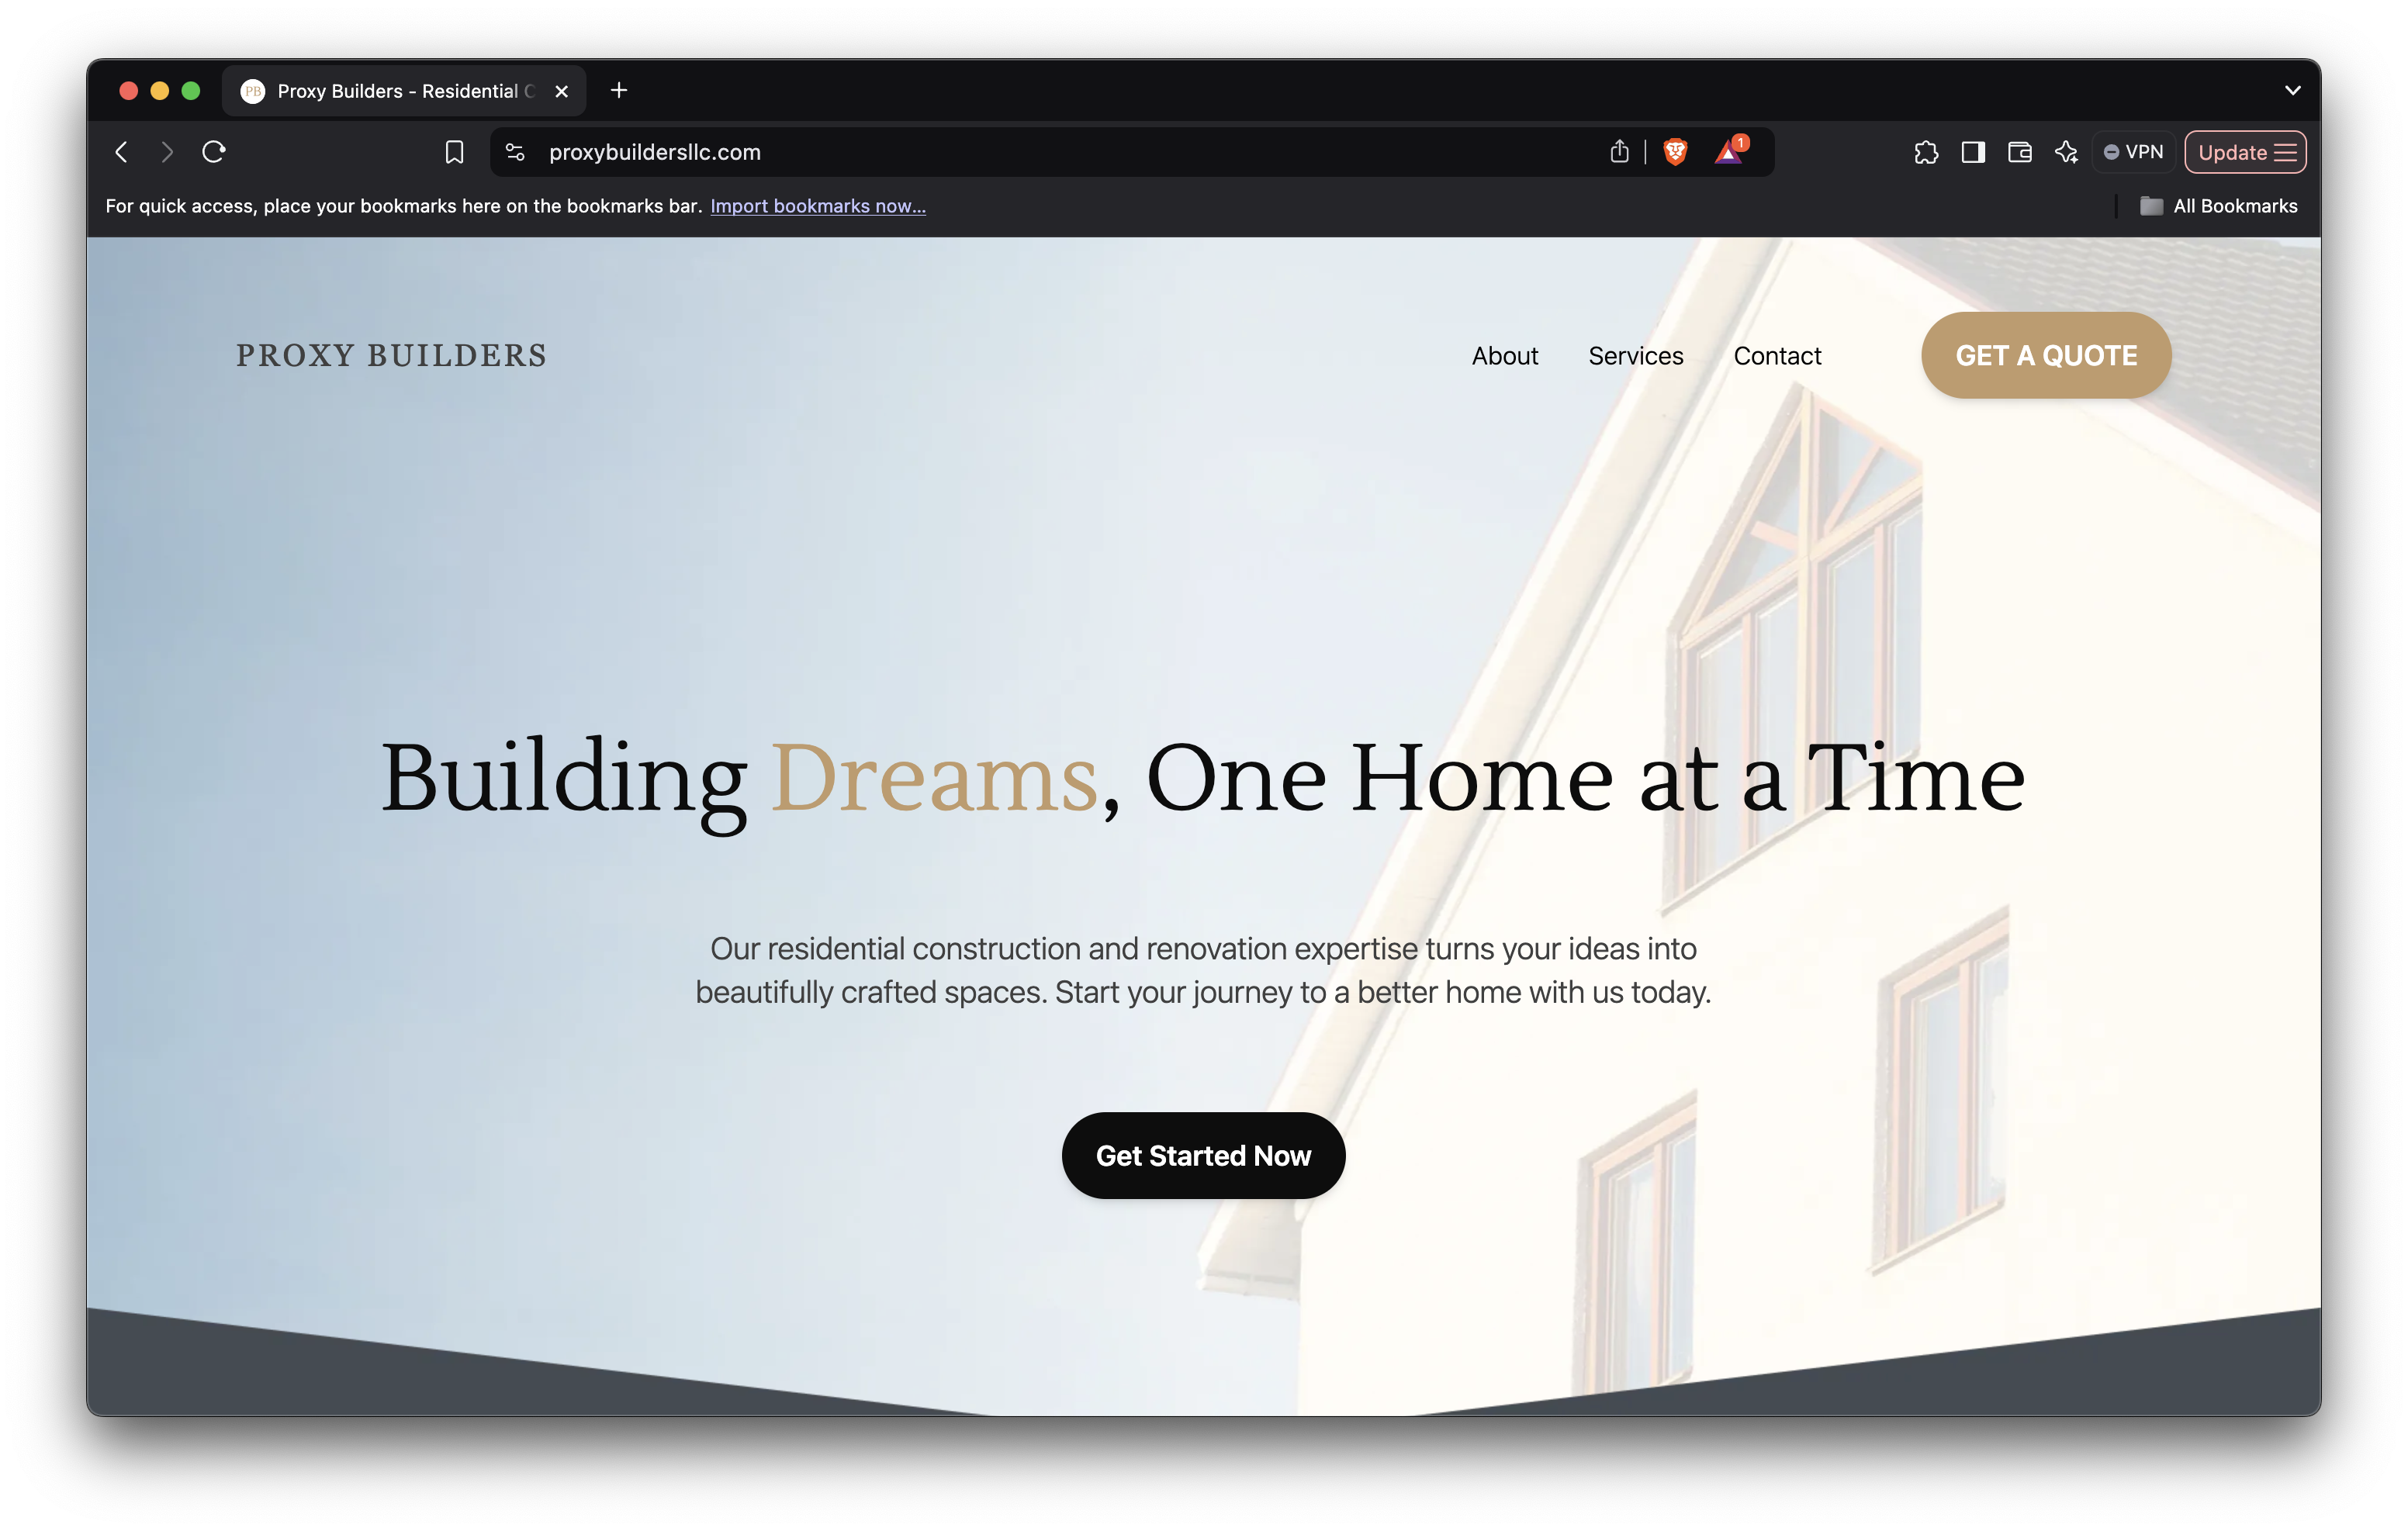 PB Proxy Builders - Residential
proxybuildersllc.com
1
VPN
Update
For quick access, place your bookmarks here on the bookmarks bar. Import bookmarks now...
All Bookmarks
PROXY BUILDERS
About
Services
Contact
GET A QUOTE
Building Dreams, One Home at a Time
Our residential construction and renovation expertise turns your ideas into
beautifully crafted spaces. Start your journey to a better home with us today.
Get Started Now